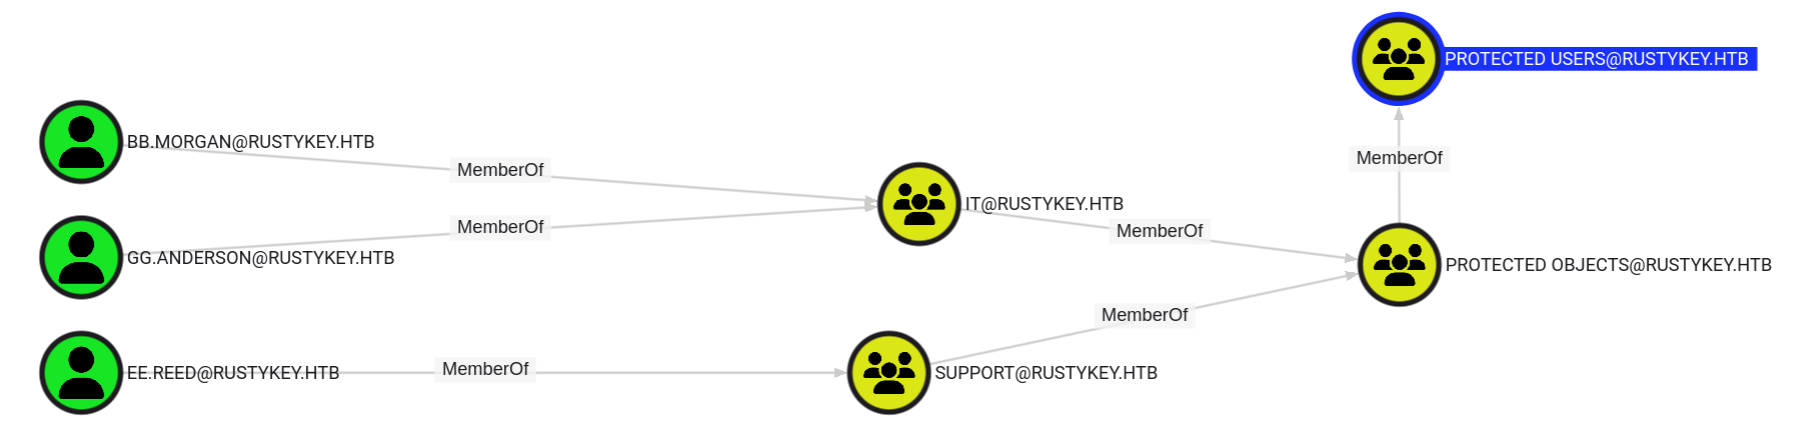 PROTECTED USERS@RUSTYKEY.HTB
BB.MORGAN@RUSTYKEY.HTB
MemberOf
MemberOf
IT@RUSTYKEY.HTB
MemberOf
MemberOf
GG.ANDERSON@RUSTYKEY.HTB
PROTECTED OBJECTS@RUSTYKEY.HTB
MemberOf
EE.REED@RUSTYKEY.HTB
MemberOf
SUPPORT@RUSTYKEY.HTB